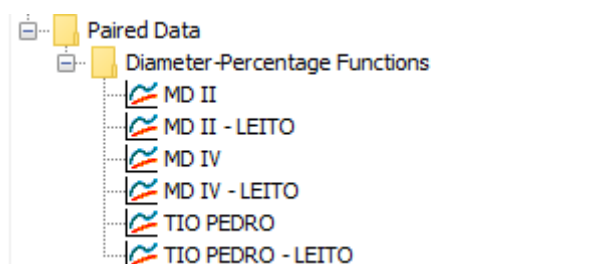 Paired Data
Diameter-Percentage Functions
MD II
MD II - LEITO
MD IV
MD IV - LEITO
TIO PEDRO
TIO PEDRO - LEITO